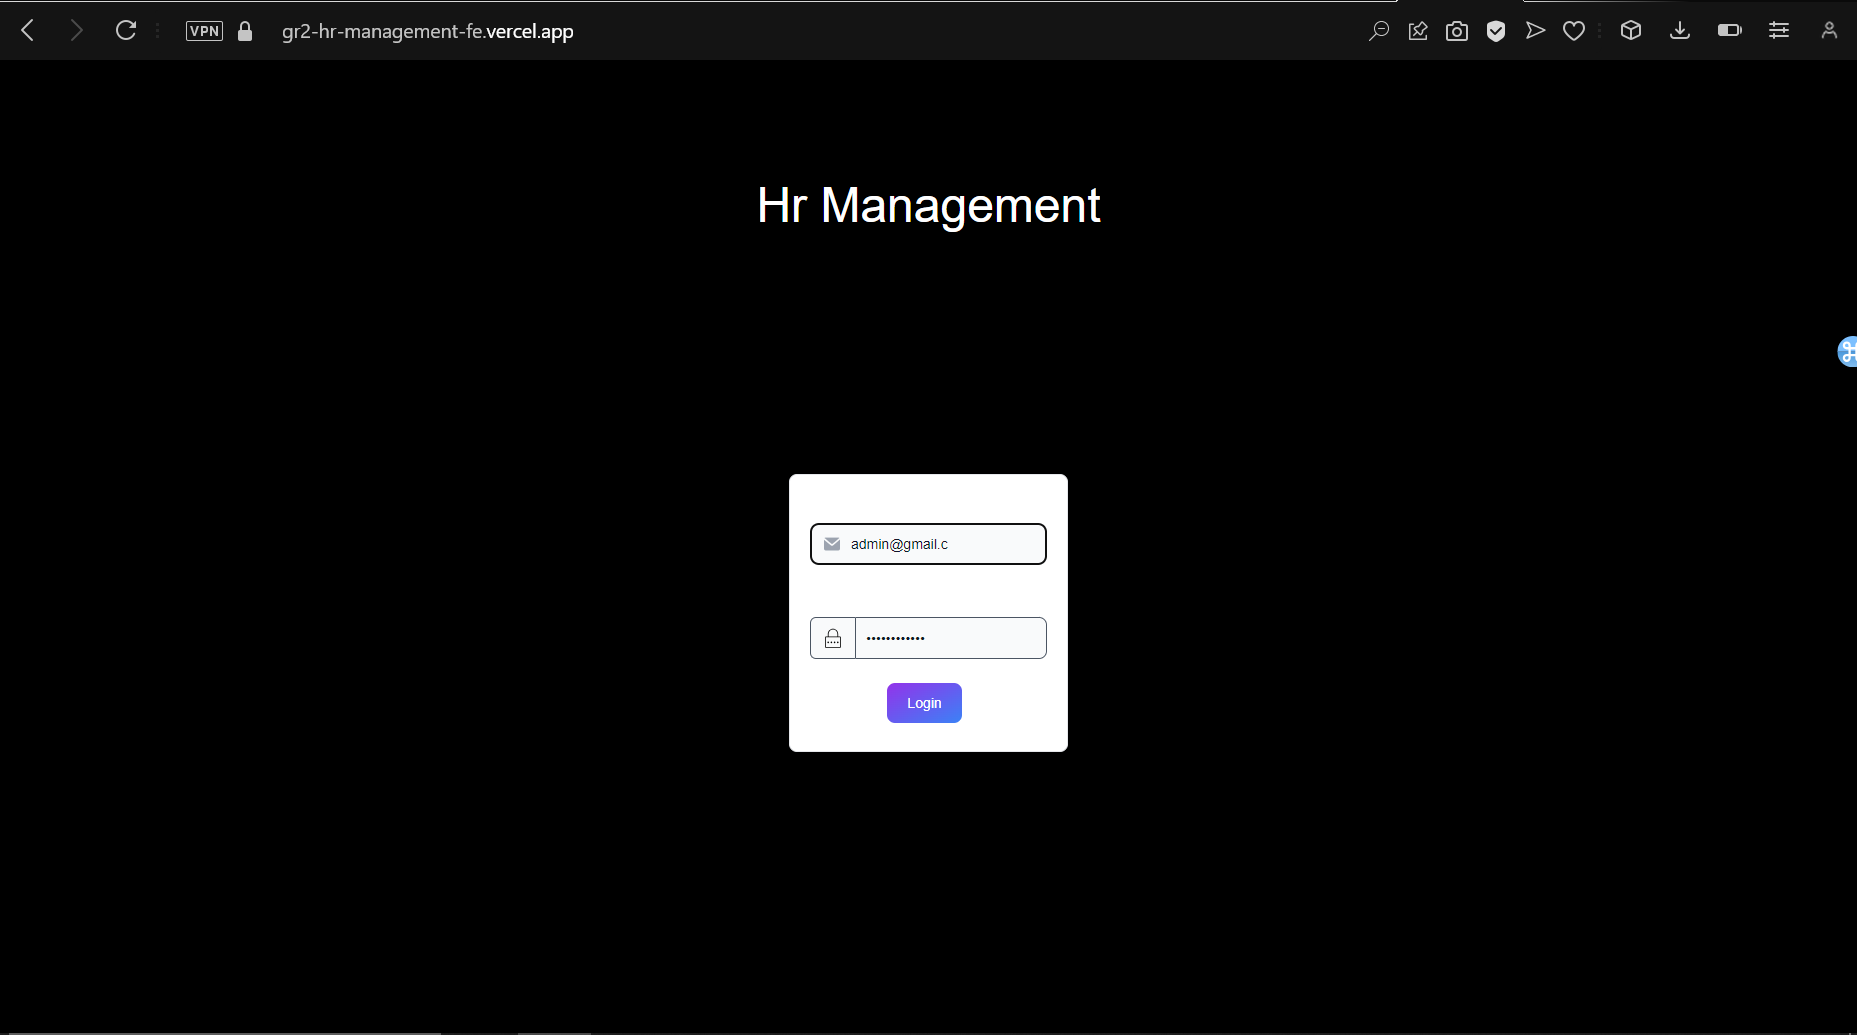 VPN
gr2-hr-management-fe.vercel.app
Hr Management
admin@gmail.c
••••••••••••
Login